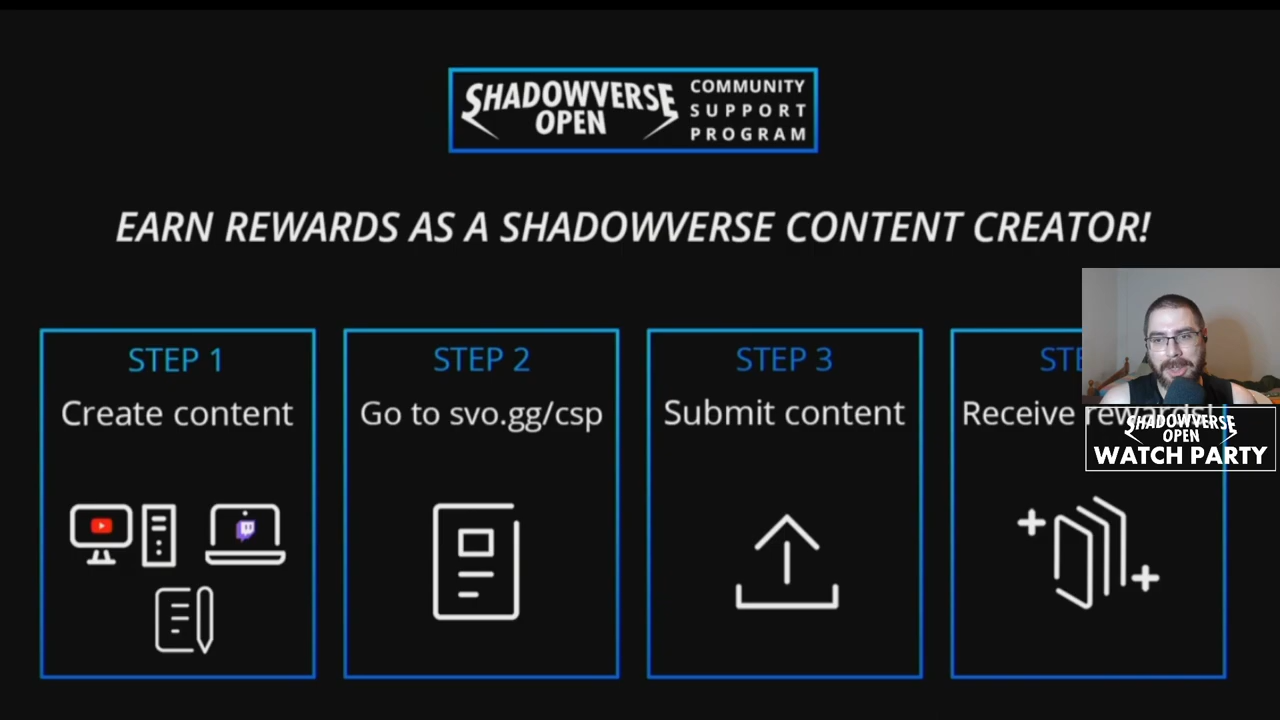 SHADOWVERSE
OPEN
COMMUNITY
SUPPORT
PROGRAM
EARN REWARDS AS A SHADOWVERSE CONTENT CREATOR!
STEP 1
Create content
STEP 2
Go to svo.gg/csp
STEP 3
Submit content
Receive
SHADOWVERSE
OPEN
WATCH PARTY